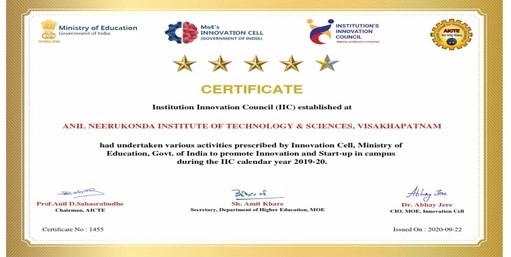 Ministry of Education
Government of India
MoE's
INNOVATION CELL
(GOVERNMENT OF INDIA)
INSTITUTION'S
INNOVATION
COUNCIL
AICTE
CERTIFICATE
Institution Innovation Council (IIC) established at
ANIL NEERUKONDA INSTITUTE OF TECHNOLOGY & SCIENCES, VISAKHAPATNAM
had undertaken various activities prescribed by Innovation Cell, Ministry of
Education, Govt. of India to promote Innovation and Start-up in campus
during the IIC calendar year 2019-20.
Prof.Anil D.Sahasrabudhe
Chairman, AICTE
Sh. Amit Khare
Secretary, Department of Higher Education, MOE
Abhay Jere
Dr. Abhay Jere
CIO, MOE, Innovation Cell
Certificate No : 1455
Issued On : 2020-09-22